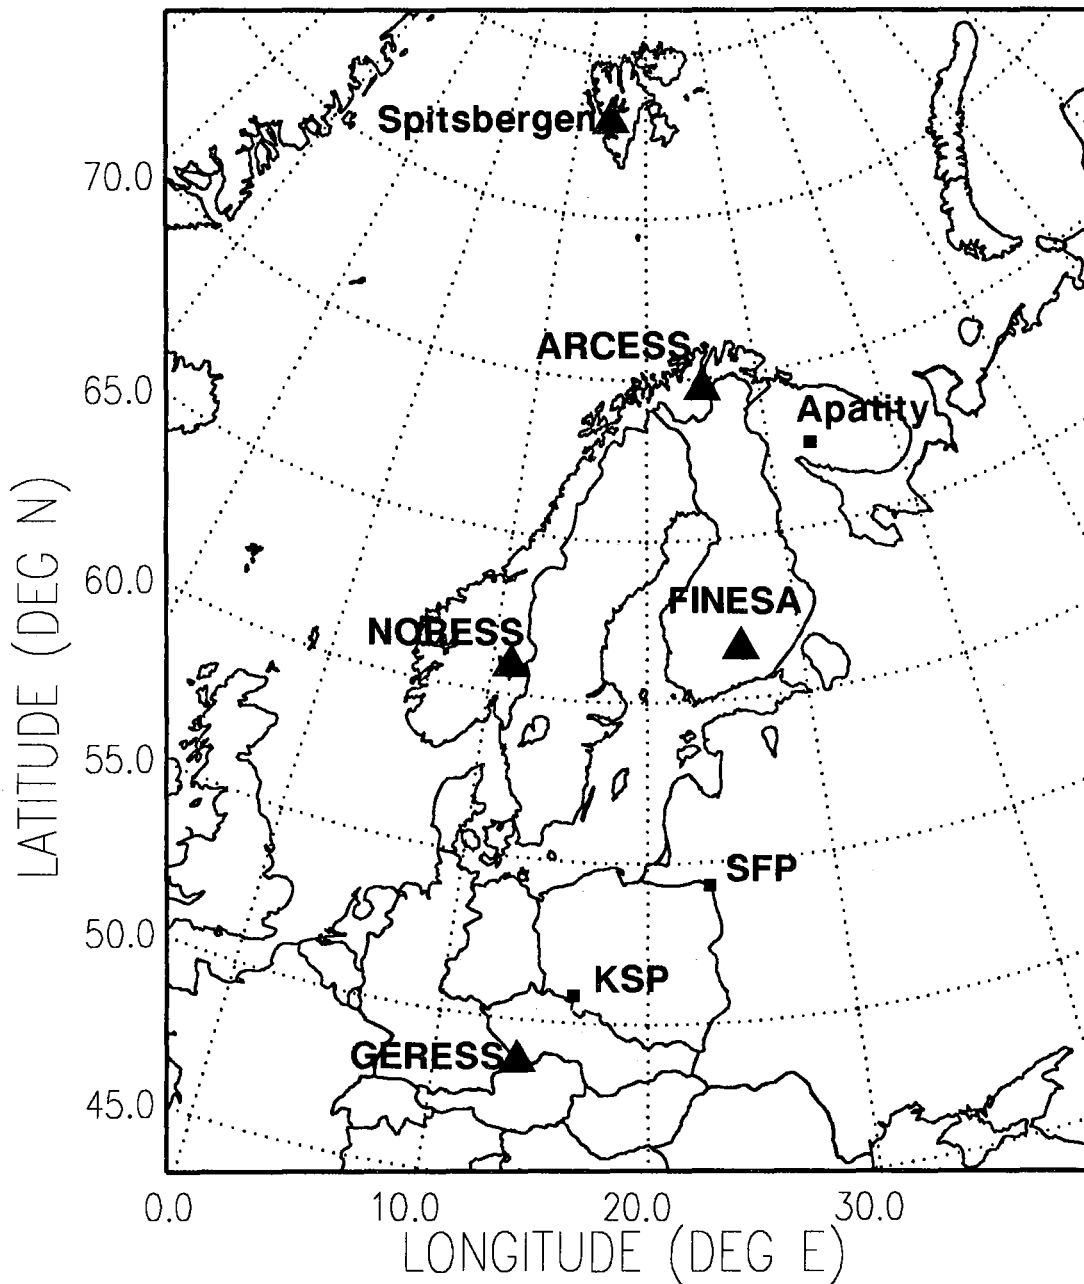 Spitsbergen
70.0
ARCESS
65.0
Apatity
60.0
FINESA
NORESS
55.0
SFP
50.0
KSP
GERESS
45.0
0.0
10.0
20.0
30.0
LATITUDE (DEG N)
LONGITUDE (DEG E)